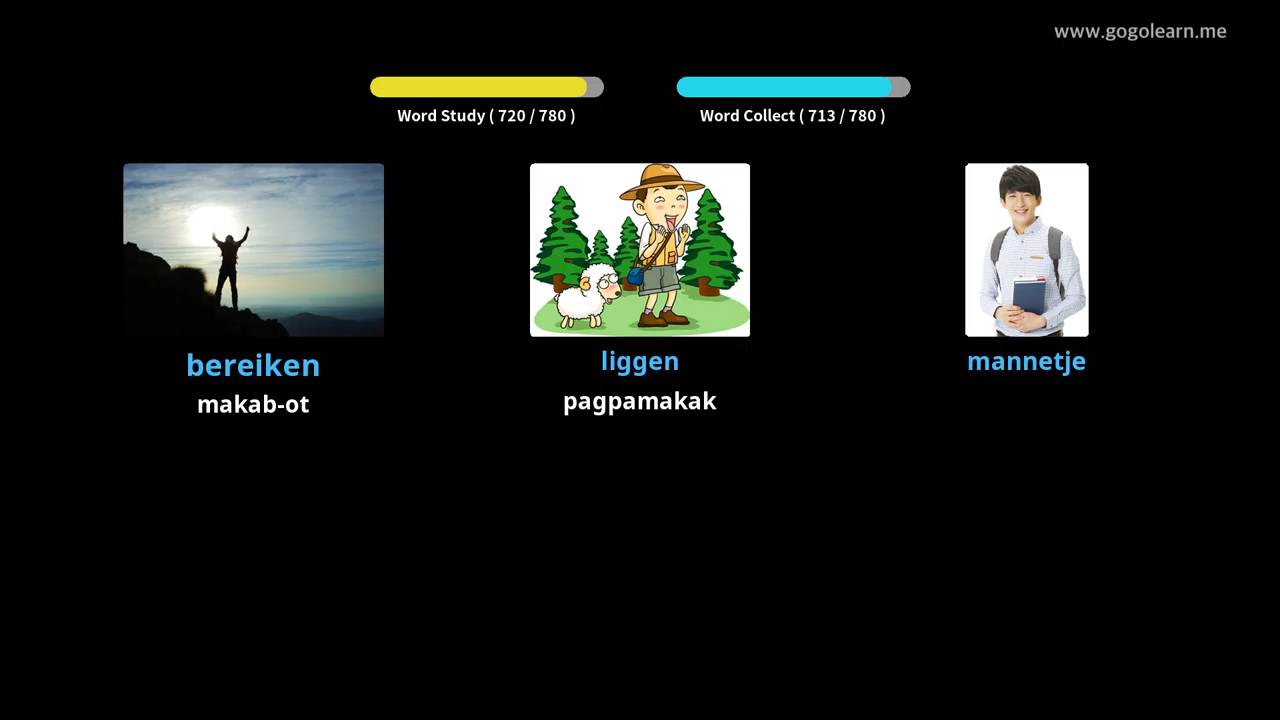 www.gogolearn.me
Word Study ( 720 / 780 )
Word Collect ( 713 / 780 )
bereiken
liggen
mannetje
makab-ot
pagpamakak